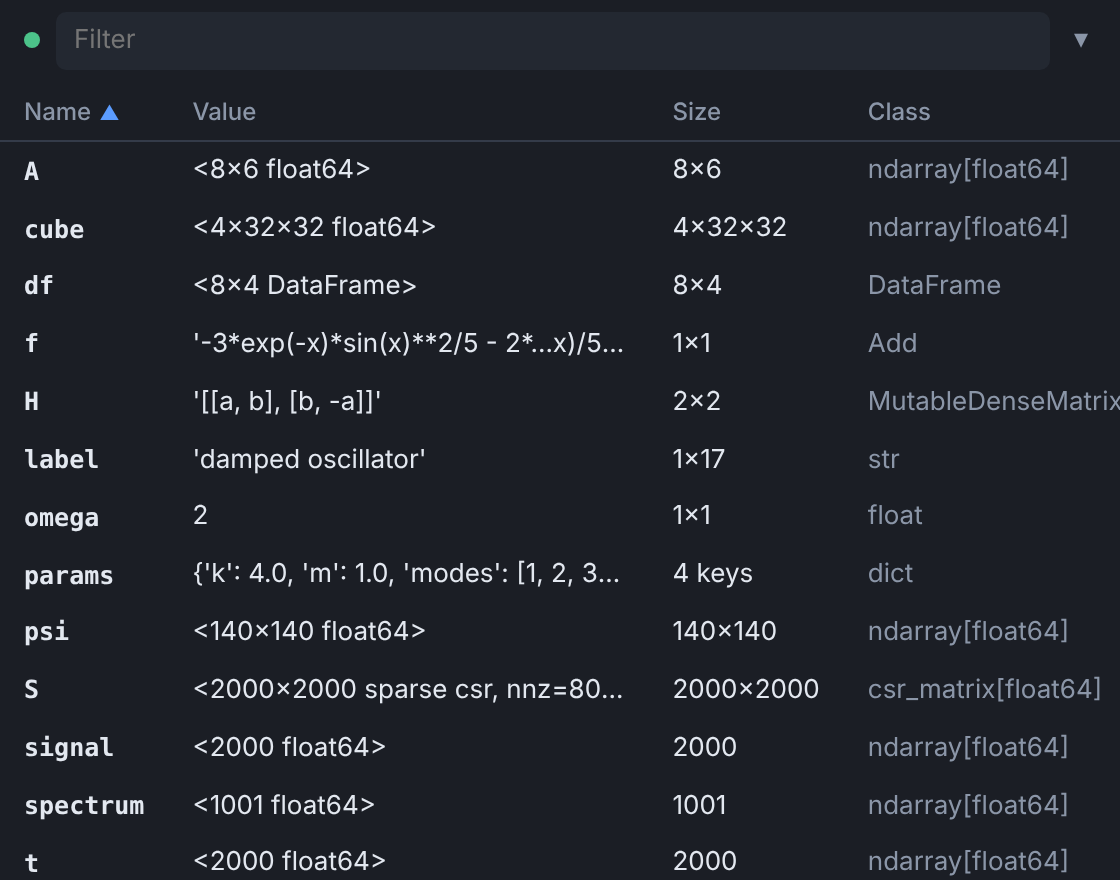 Filter
Name Value Size Class
A <8×6 float64> 8×6 ndarray[float64]
cube <4×32×32 float64> 4×32×32 ndarray[float64]
df <8×4 DataFrame> 8×4 DataFrame
f '-3*exp(-x)*sin(x)**2/5 - 2*...x)/5... 1×1 Add
H '[[a, b], [b, -a]]' 2×2 MutableDenseMatrix
label 'damped oscillator' 1×17 str
omega 2 1×1 float
params {'k': 4.0, 'm': 1.0, 'modes': [1, 2, 3... 4 keys dict
psi <140×140 float64> 140×140 ndarray[float64]
S <2000×2000 sparse csr, nnz=80... 2000×2000 csr_matrix[float64]
signal <2000 float64> 2000 ndarray[float64]
spectrum <1001 float64> 1001 ndarray[float64]
t <2000 float64> 2000 ndarray[float64]